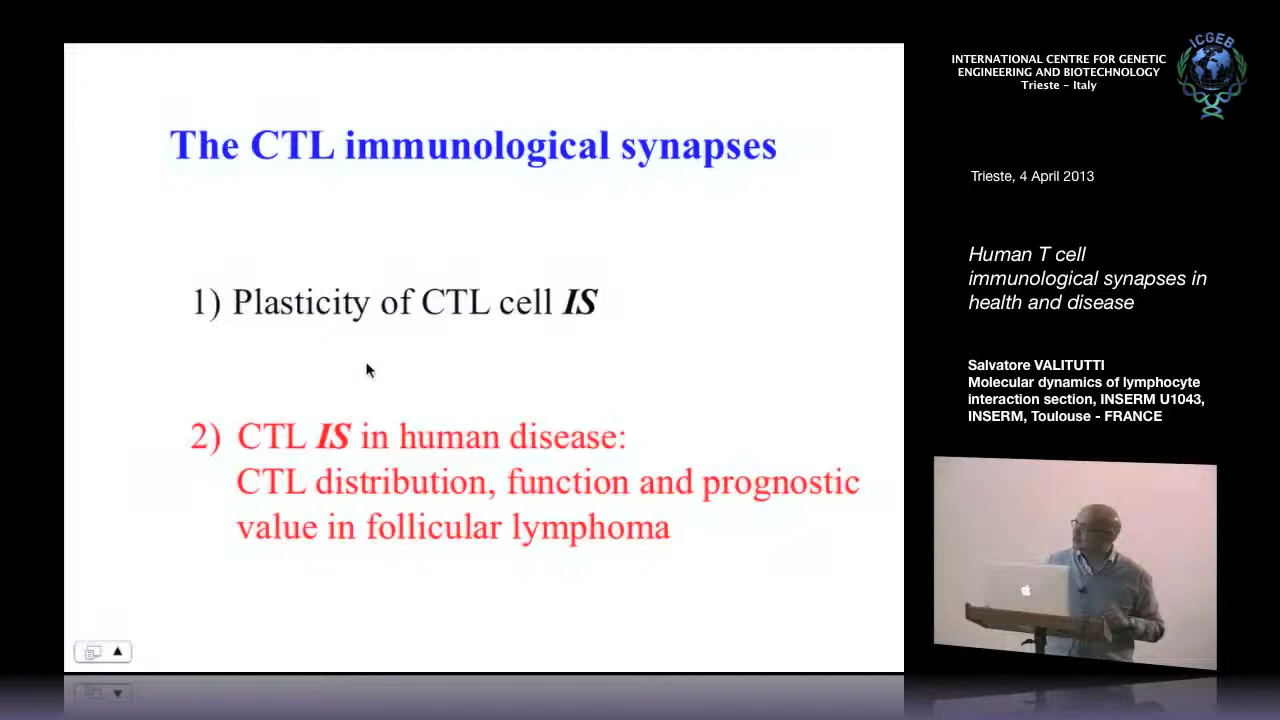 The CTL immunological synapses
1) Plasticity of CTL cell IS
2) CTL IS in human disease:
CTL distribution, function and prognostic
value in follicular lymphoma
ICGEB
INTERNATIONAL CENTRE FOR GENETIC
ENGINEERING AND BIOTECHNOLOGY
Trieste - Italy
Trieste, 4 April 2013
Human T cell
immunological synapses in
health and disease
Salvatore VALITUTTI
Molecular dynamics of lymphocyte
interaction section, INSERM U1043,
INSERM, Toulouse - FRANCE